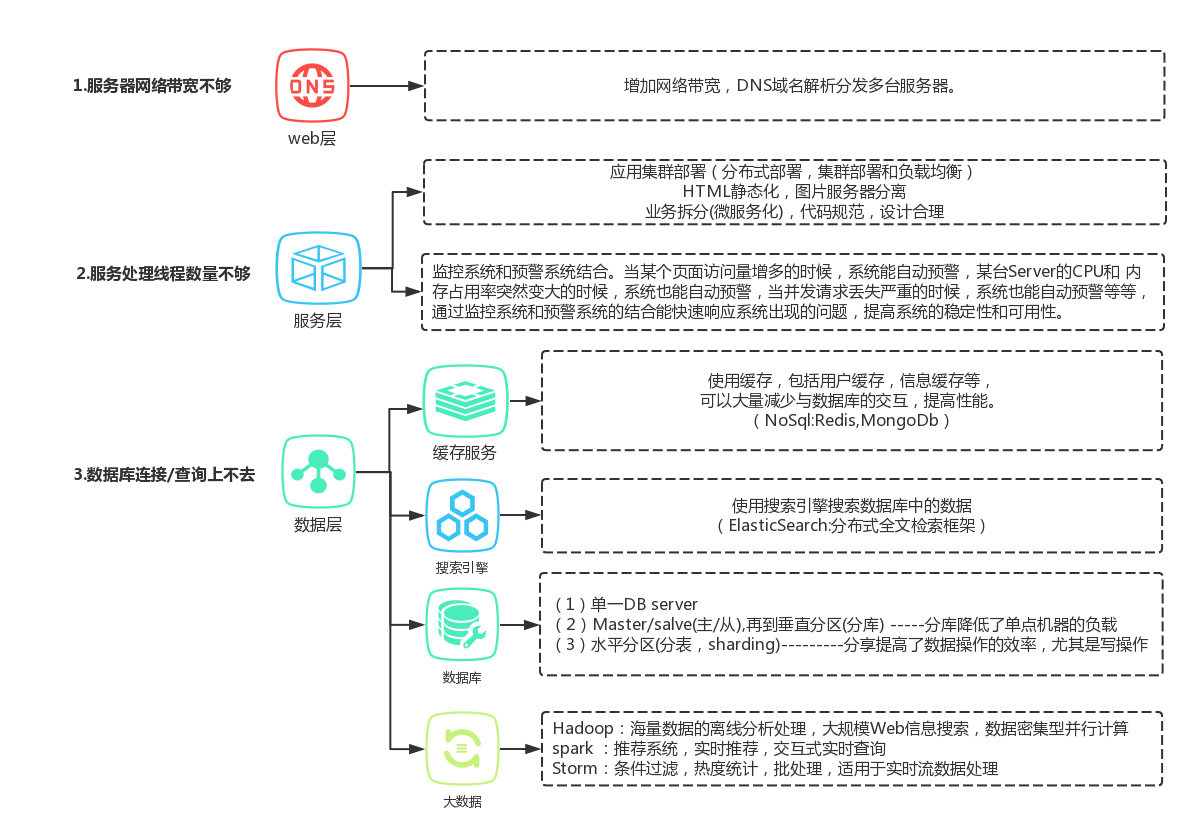 1.服务器网络带宽不够
DNS
web层
增加网络带宽，DNS域名解析分发多台服务器。
2.服务处理线程数量不够
服务层
应用集群部署（分布式部署，集群部署和负载均衡）
HTML静态化，图片服务器分离
业务拆分(微服务化)，代码规范，设计合理
监控系统和预警系统结合。当某个页面访问量增多的时候，系统能自动预警，某台Server的CPU和 内
存占用率突然变大的时候，系统也能自动预警，当并发请求丢失严重的时候，系统也能自动预警等等，
通过监控系统和预警系统的结合能快速响应系统出现的问题，提高系统的稳定性和可用性。
3.数据库连接/查询上不去
数据层
缓存服务
使用缓存，包括用户缓存，信息缓存等，
可以大量减少与数据库的交互，提高性能。
（NoSql:Redis,MongoDb）
搜索引擎
使用搜索引擎搜索数据库中的数据
（ElasticSearch:分布式全文检索框架）
数据库
（1）单一DB server
（2）Master/salve(主/从),再到垂直分区(分库) -----分库降低了单点机器的负载
（3）水平分区(分表，sharding)---------分享提高了数据操作的效率，尤其是写操作
大数据
Hadoop：海量数据的离线分析处理，大规模Web信息搜索，数据密集型并行计算
spark ：推荐系统，实时推荐，交互式实时查询
Storm：条件过滤，热度统计，批处理，适用于实时流数据处理